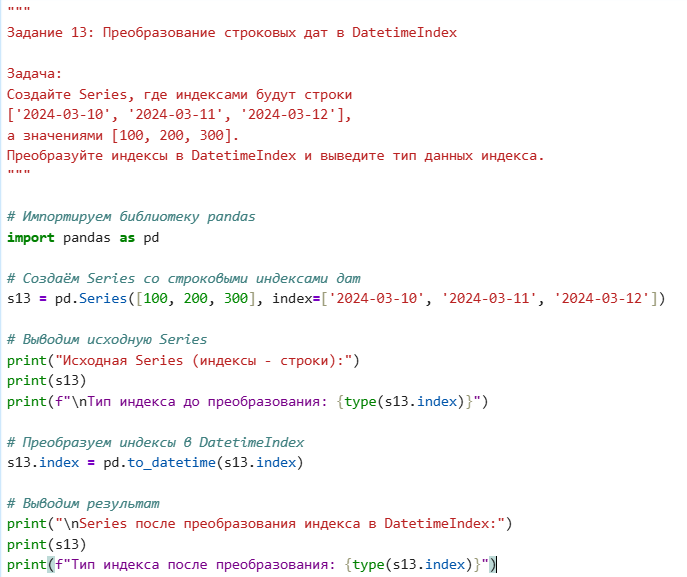 """
Задание 13: Преобразование строковых дат в DatetimeIndex
Задача:
Создайте Series, где индексами будут строки
['2024-03-10', '2024-03-11', '2024-03-12'],
а значениями [100, 200, 300].
Преобразуйте индексы в DatetimeIndex и выведите тип данных индекса.
"""
# Импортируем библиотеку pandas
import pandas as pd
# Создаём Series со строковыми индексами дат
s13 = pd.Series([100, 200, 300], index=['2024-03-10', '2024-03-11', '2024-03-12'])
# Выводим исходную Series
print("Исходная Series (индексы - строки):")
print(s13)
print(f"\nТип индекса до преобразования: {type(s13.index)}")
# Преобразуем индексы в DatetimeIndex
s13.index = pd.to_datetime(s13.index)
# Выводим результат
print("\nSeries после преобразования индекса в DatetimeIndex:")
print(s13)
print(f"Тип индекса после преобразования: {type(s13.index)}")